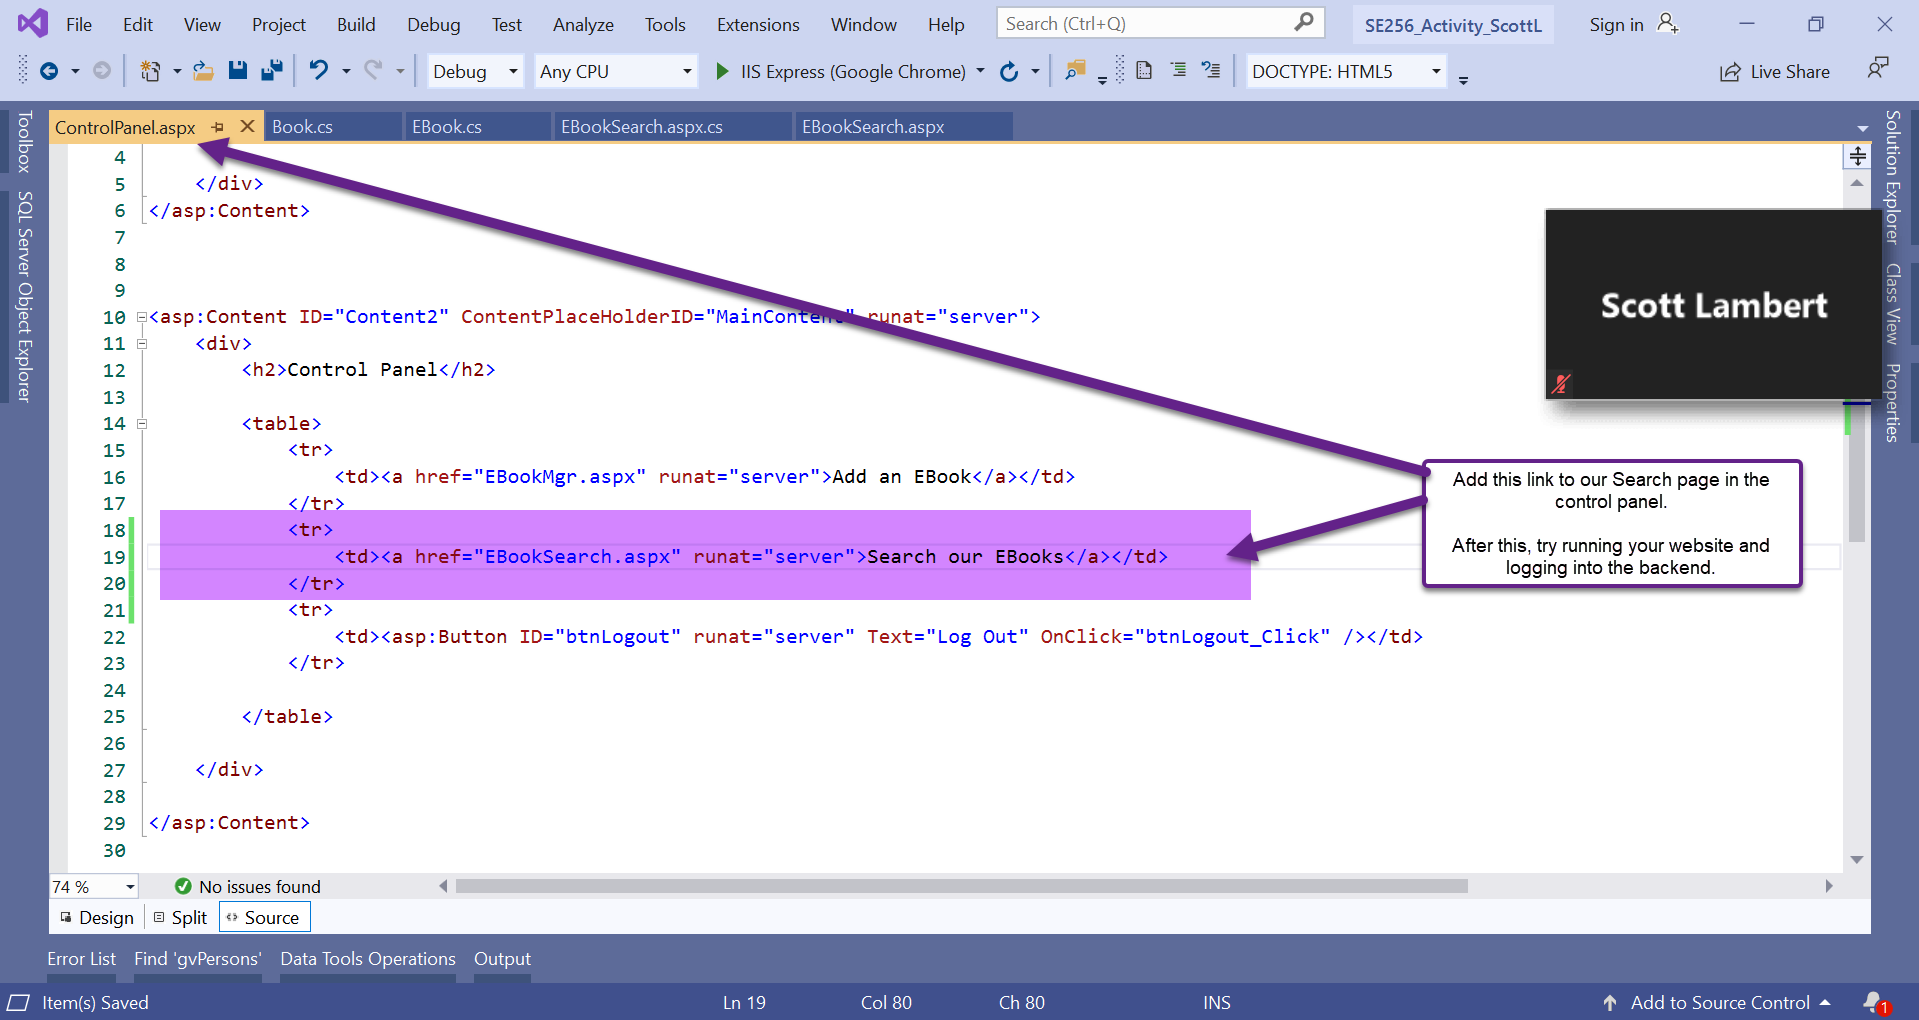 File Edit View Project Build Debug Test Analyze Tools Extensions Window Help Search (Ctrl+Q) SE256_Activity_ScottL Sign in
Debug Any CPU IIS Express (Google Chrome) DOCTYPE: HTML5 Live Share
Toolbox
SQL Server Object Explorer
ControlPanel.aspx Book.cs EBook.cs EBookSearch.aspx.cs EBookSearch.aspx
4
5 </div>
6 </asp:Content>
7
8
9
10 <asp:Content ID="Content2" ContentPlaceHolderID="MainContent" runat="server">
11 <div>
12 <h2>Control Panel</h2>
13
14 <table>
15 <tr>
16 <td><a href="EBookMgr.aspx" runat="server">Add an EBook</a></td>
17 </tr>
18 <tr>
19 <td><a href="EBookSearch.aspx" runat="server">Search our EBooks</a></td>
20 </tr>
21 <tr>
22 <td><asp:Button ID="btnLogout" runat="server" Text="Log Out" OnClick="btnLogout_Click" /></td>
23 </tr>
24
25 </table>
26
27 </div>
28
29 </asp:Content>
30
Scott Lambert
Add this link to our Search page in the
control panel.
After this, try running your website and
logging into the backend.
Solution Explorer
Class View
Properties
74 % No issues found
Design Split Source
Error List Find 'gvPersons' Data Tools Operations Output
Item(s) Saved Ln 19 Col 80 Ch 80 INS Add to Source Control 1